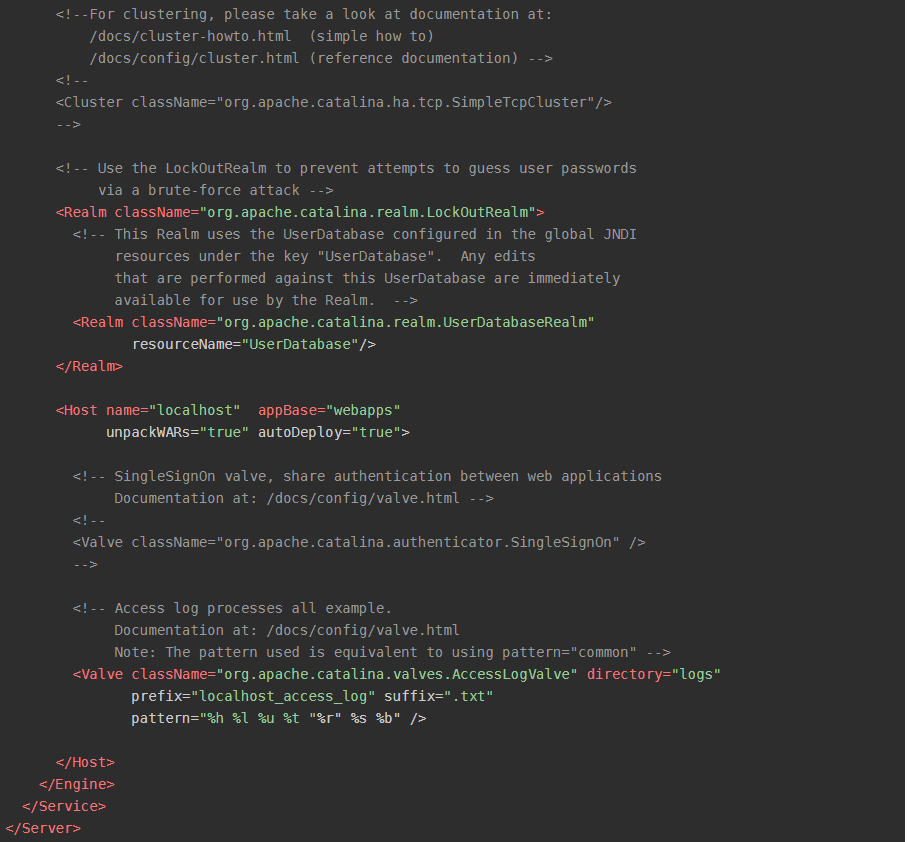 <!--For clustering, please take a look at documentation at:
/docs/cluster-howto.html  (simple how to)
/docs/config/cluster.html (reference documentation) -->
<!--
<Cluster className="org.apache.catalina.ha.tcp.SimpleTcpCluster"/>
-->
<!-- Use the LockOutRealm to prevent attempts to guess user passwords
via a brute-force attack -->
<Realm className="org.apache.catalina.realm.LockOutRealm">
<!-- This Realm uses the UserDatabase configured in the global JNDI
resources under the key "UserDatabase".  Any edits
that are performed against this UserDatabase are immediately
available for use by the Realm.  -->
<Realm className="org.apache.catalina.realm.UserDatabaseRealm"
resourceName="UserDatabase"/>
</Realm>
<Host name="localhost"  appBase="webapps"
unpackWARs="true" autoDeploy="true">
<!-- SingleSignOn valve, share authentication between web applications
Documentation at: /docs/config/valve.html -->
<!--
<Valve className="org.apache.catalina.authenticator.SingleSignOn" />
-->
<!-- Access log processes all example.
Documentation at: /docs/config/valve.html
Note: The pattern used is equivalent to using pattern="common" -->
<Valve className="org.apache.catalina.valves.AccessLogValve" directory="logs"
prefix="localhost_access_log" suffix=".txt"
pattern="%h %l %u %t "%r" %s %b" />
</Host>
</Engine>
</Service>
</Server>